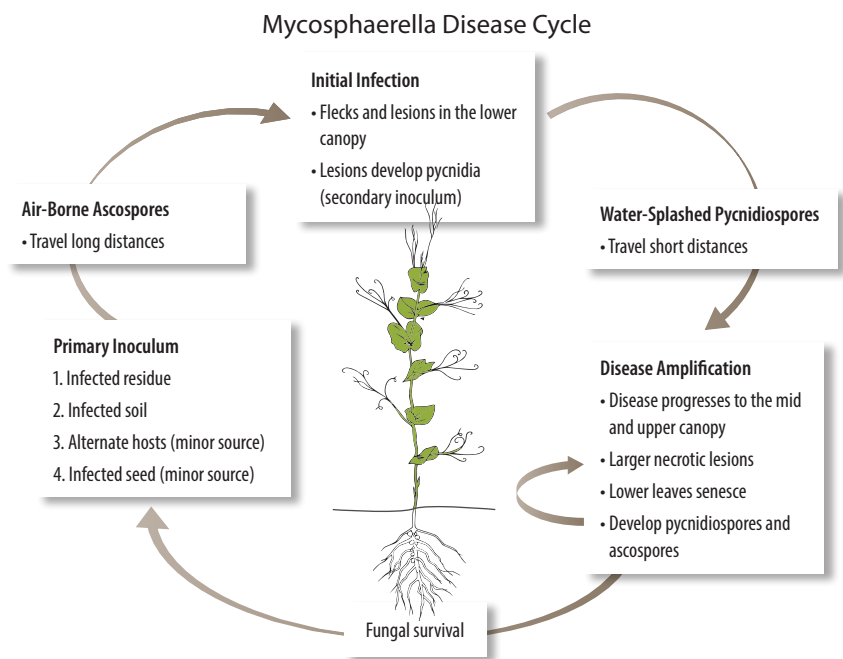 Mycosphaerella Disease Cycle
Initial Infection
• Flecks and lesions in the lower
canopy
• Lesions develop pycnidia
(secondary inoculum)
Air-Borne Ascospores
• Travel long distances
Water-Splashed Pycnidiospores
• Travel short distances
Primary Inoculum
1. Infected residue
2. Infected soil
3. Alternate hosts (minor source)
4. Infected seed (minor source)
Disease Amplification
• Disease progresses to the mid
and upper canopy
• Larger necrotic lesions
• Lower leaves senesce
• Develop pycnidiospores and
ascospores
Fungal survival